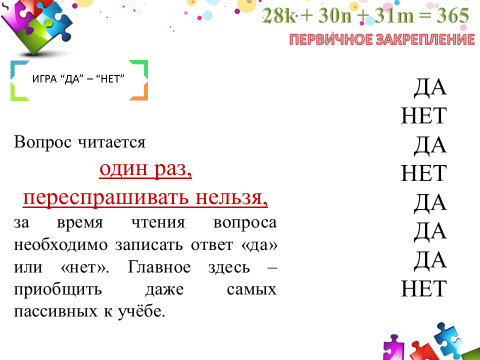 28k + 30n + 31m = 365
ПЕРВИЧНОЕ ЗАКРЕПЛЕНИЕ
ИГРА “ДА” – “НЕТ”
Вопрос читается
один раз,
переспрашивать нельзя,
за время чтения вопроса
необходимо записать ответ «да»
или «нет». Главное здесь –
приобщить даже самых
пассивных к учёбе.
ДА
НЕТ
ДА
НЕТ
ДА
ДА
ДА
НЕТ